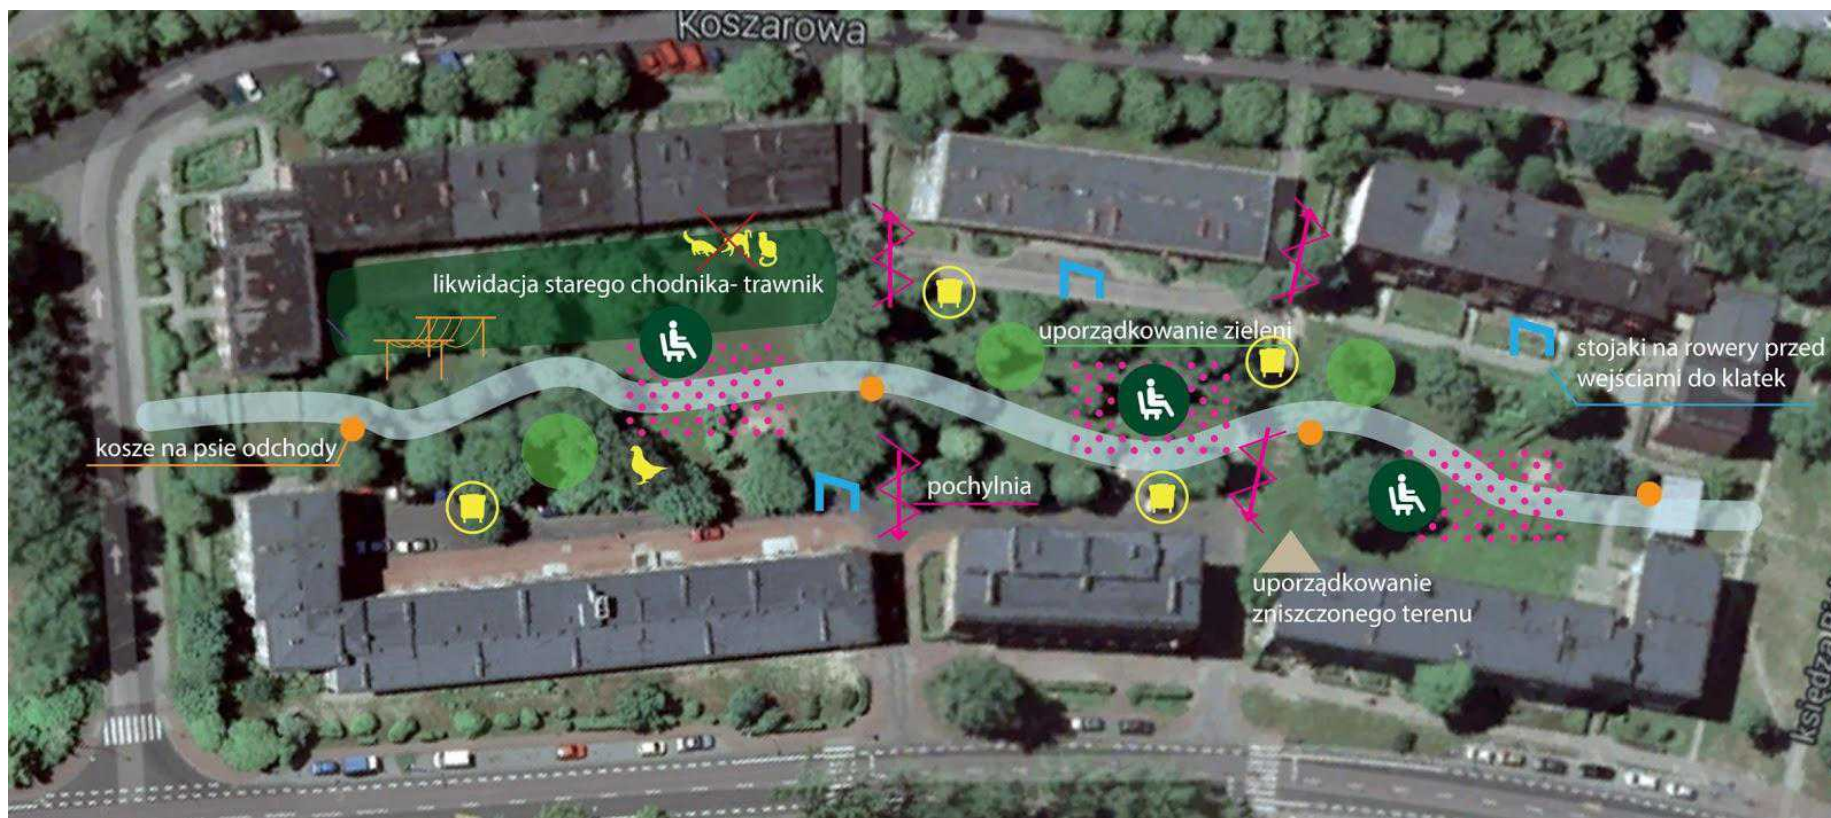 Koszarowa
likwidacja starego chodnika- trawnik
uporządkowanie zieleni
stojaki na rowery przed
wejściami do klatek
kosze na psie odchody
pochylnia
uporządkowanie
zniszczonego terenu
księdza